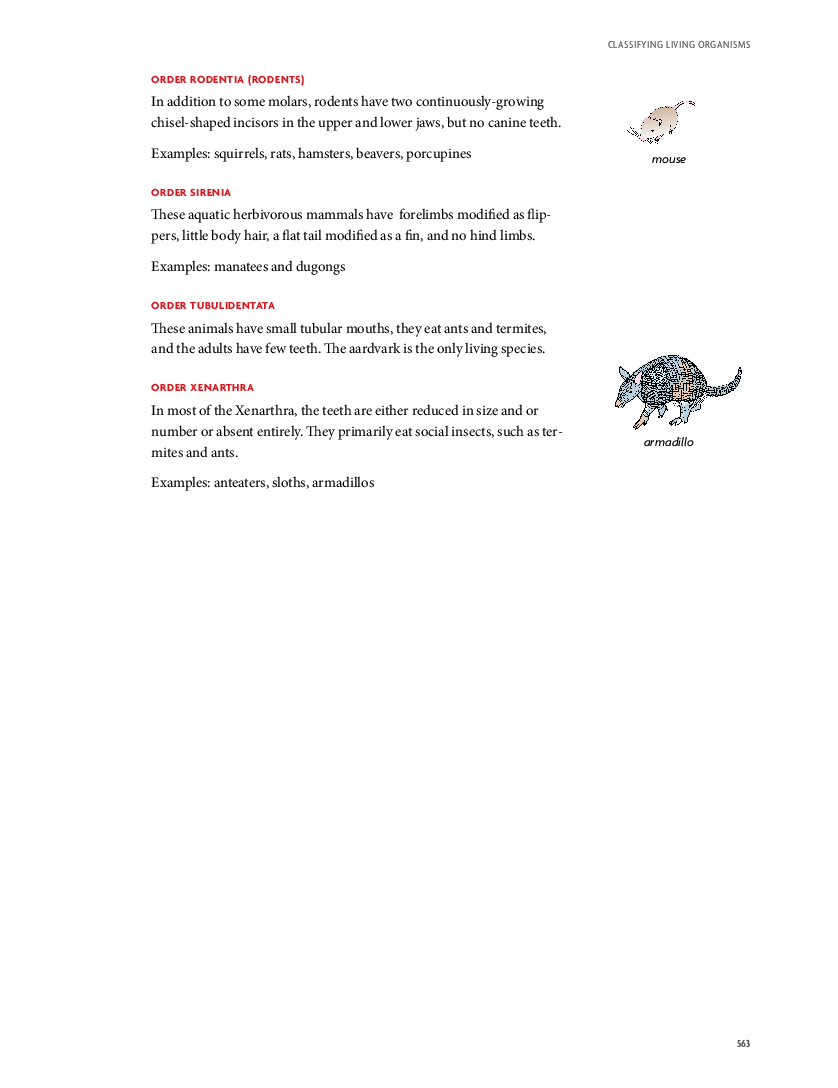 CLASSIFYING LIVING ORGANISMS
ORDER RODENTIA (RODENTS)
In addition to some molars, rodents have two continuously-growing
chisel-shaped incisors in the upper and lower jaws, but no canine teeth.
Examples: squirrels, rats, hamsters, beavers, porcupines
mouse
ORDER SIRENIA
These aquatic herbivorous mammals have forelimbs modified as flip-
pers, little body hair, a flat tail modified as a fin, and no hind limbs.
Examples: manatees and dugongs
ORDER TUBULIDENTATA
These animals have small tubular mouths, they eat ants and termites,
and the adults have few teeth. The aardvark is the only living species.
ORDER XENARTHRA
In most of the Xenarthra, the teeth are either reduced in size and or
number or absent entirely. They primarily eat social insects, such as ter-
mites and ants.
Examples: anteaters, sloths, armadillos
armadillo
563